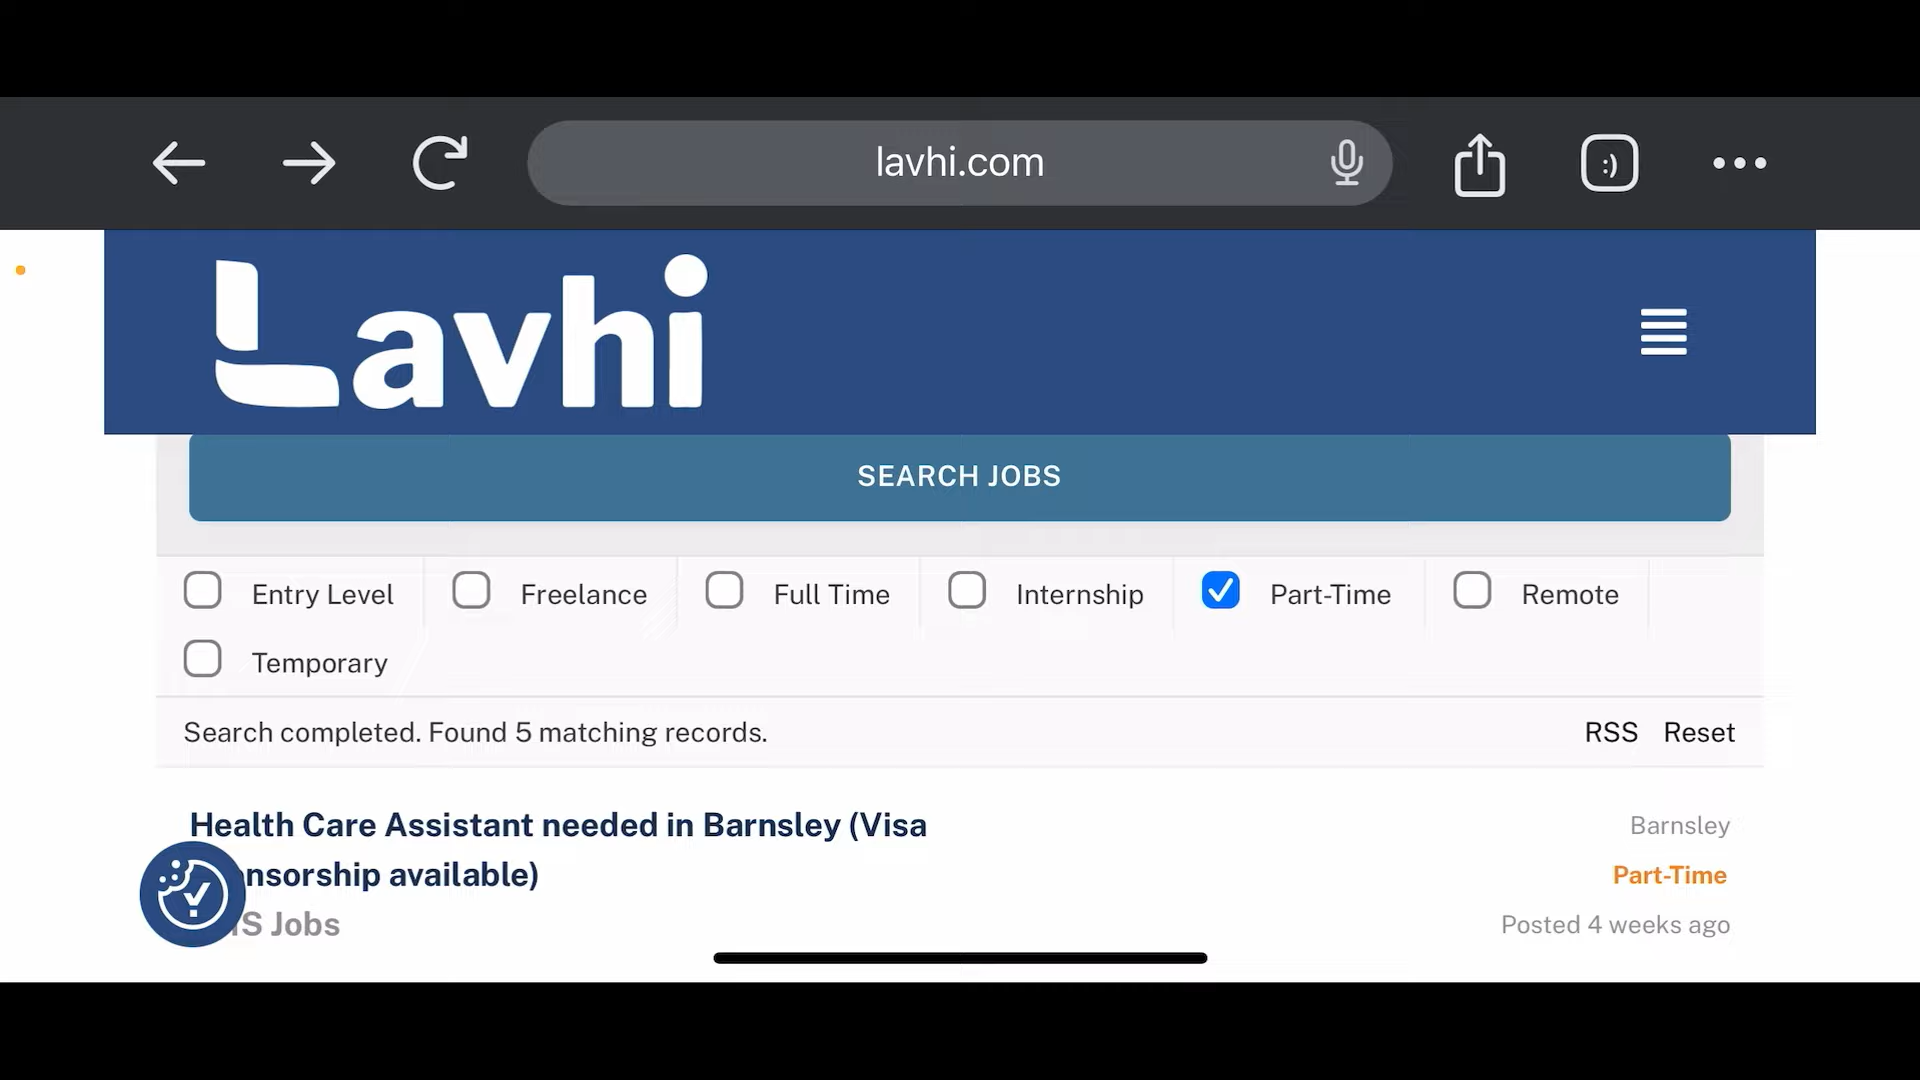 lavhi.com
:)
Lavhi
SEARCH JOBS
Entry Level Freelance Full Time Internship Part-Time Remote
Temporary
Search completed. Found 5 matching records. RSS Reset
Health Care Assistant needed in Barnsley (Visa Barnsley
nsorship available) Part-Time
S Jobs Posted 4 weeks ago